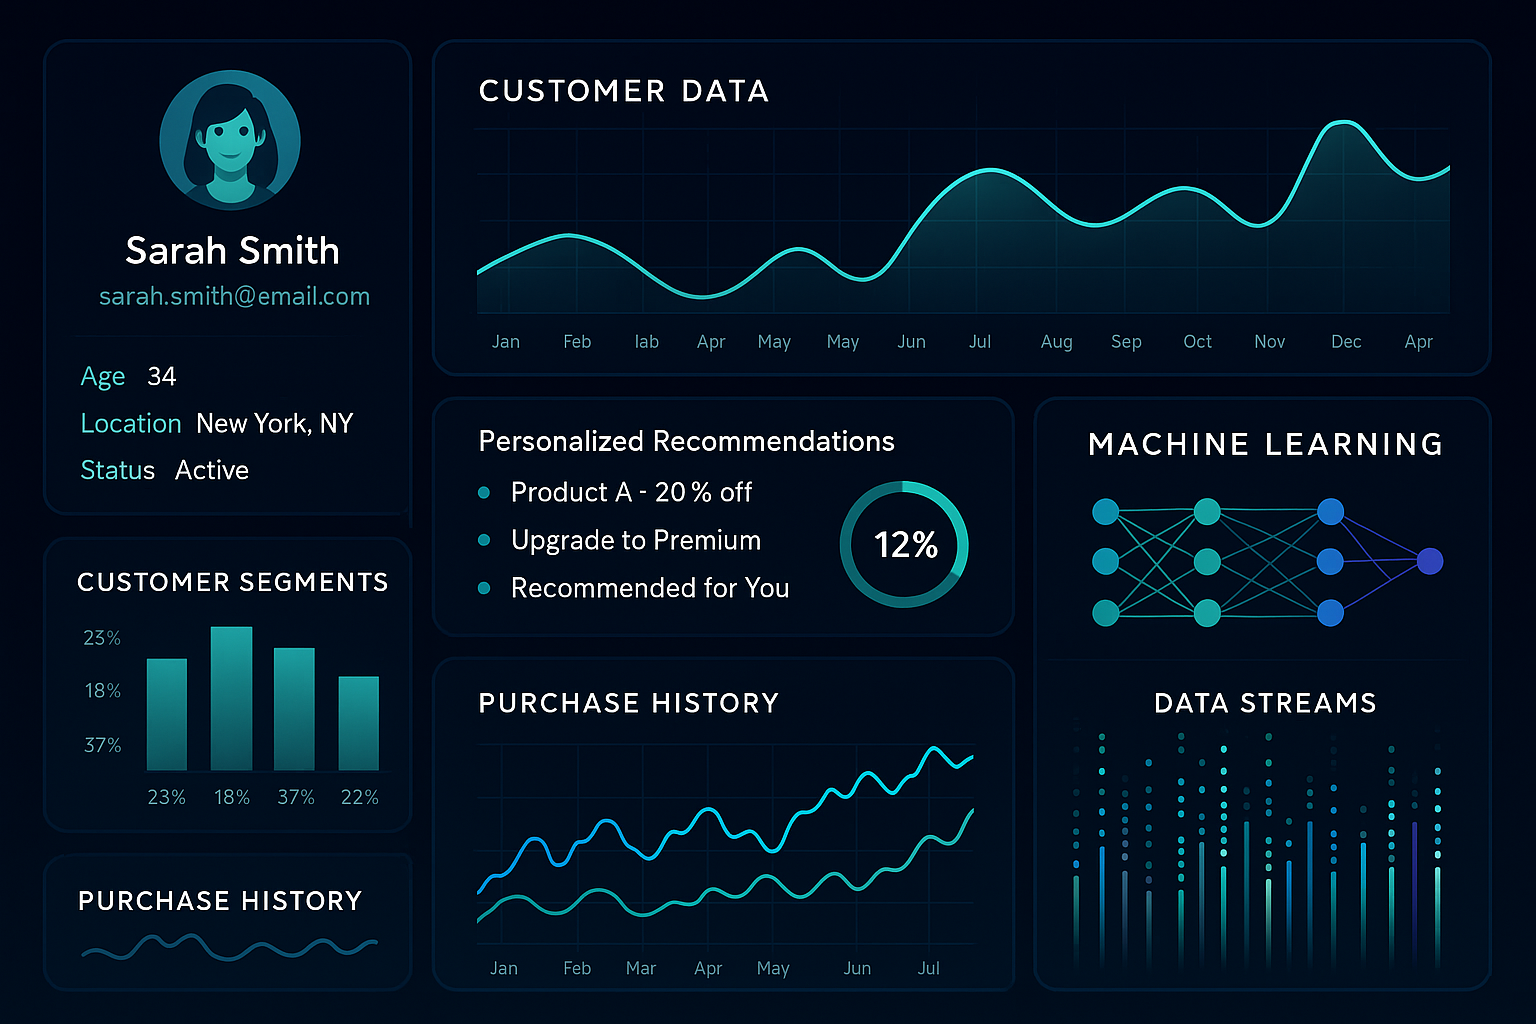 Sarah Smith
sarah.smith@email.com
Age 34
Location New York, NY
Status Active
CUSTOMER SEGMENTS
23%
18%
37%
23% 18% 37% 22%
PURCHASE HISTORY
CUSTOMER DATA
Jan Feb Iab Apr May May Jun Jul Aug Sep Oct Nov Dec Apr
Personalized Recommendations
Product A - 20% off
Upgrade to Premium
Recommended for You
12%
PURCHASE HISTORY
Jan Feb Mar Apr May Jun Jul
MACHINE LEARNING
DATA STREAMS